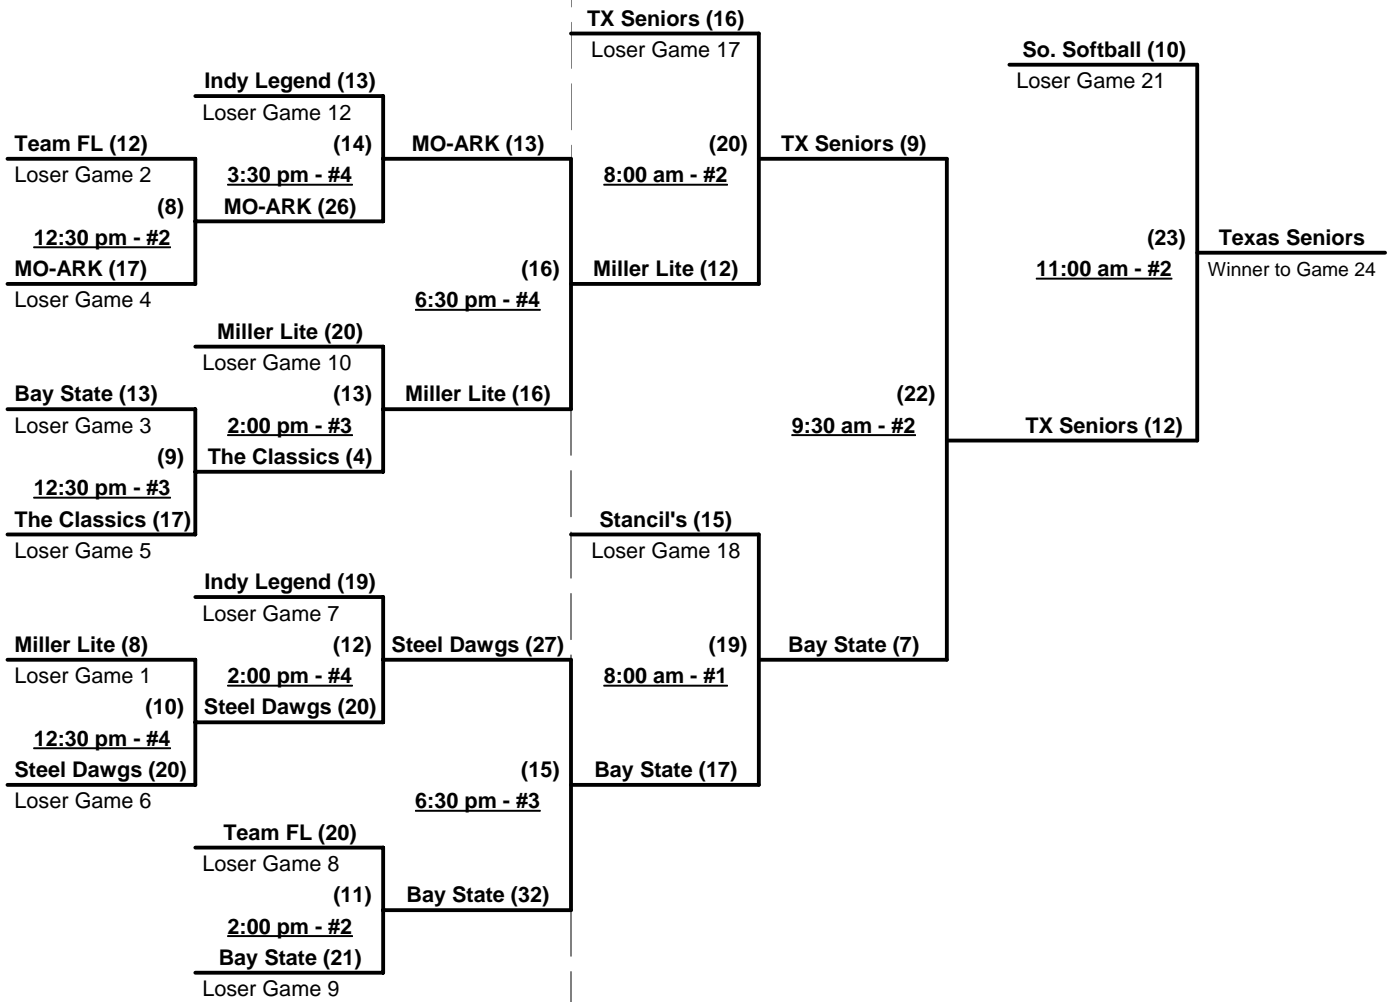 TX Seniors (16)
Loser Game 17
So. Softball (10)
Loser Game 21
Indy Legend (13)
Loser Game 12
Team FL (12)
Loser Game 2
(14)
3:30 pm - #4
MO-ARK (13)
(20)
8:00 am - #2
TX Seniors (9)
(8)
12:30 pm - #2
MO-ARK (26)
MO-ARK (17)
Loser Game 4
(16)
6:30 pm - #4
Miller Lite (12)
(23)
11:00 am - #2
Texas Seniors
Winner to Game 24
Miller Lite (20)
Loser Game 10
Bay State (13)
Loser Game 3
(13)
2:00 pm - #3
Miller Lite (16)
(22)
9:30 am - #2
TX Seniors (12)
(9)
12:30 pm - #3
The Classics (4)
The Classics (17)
Loser Game 5
Stancil's (15)
Loser Game 18
Indy Legend (19)
Loser Game 7
Miller Lite (8)
Loser Game 1
(12)
2:00 pm - #4
Steel Dawgs (27)
(19)
8:00 am - #1
Bay State (7)
(10)
12:30 pm - #4
Steel Dawgs (20)
Steel Dawgs (20)
Loser Game 6
(15)
6:30 pm - #3
Bay State (17)
Team FL (20)
Loser Game 8
(11)
2:00 pm - #2
Bay State (32)
Bay State (21)
Loser Game 9